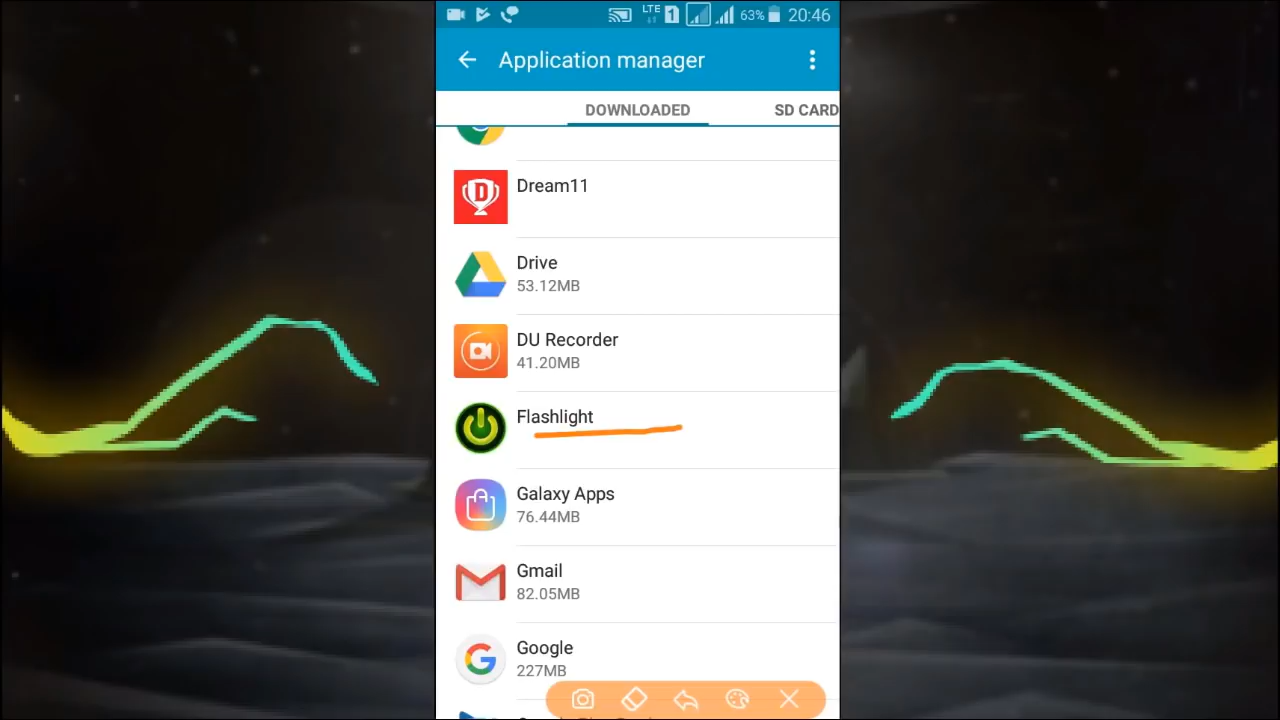 LTE 1 63% 20:46
Application manager
DOWNLOADED SD CARD
Dream11
D
Drive
53.12MB
DU Recorder
41.20MB
Flashlight
Galaxy Apps
76.44MB
Gmail
82.05MB
Google
227MB